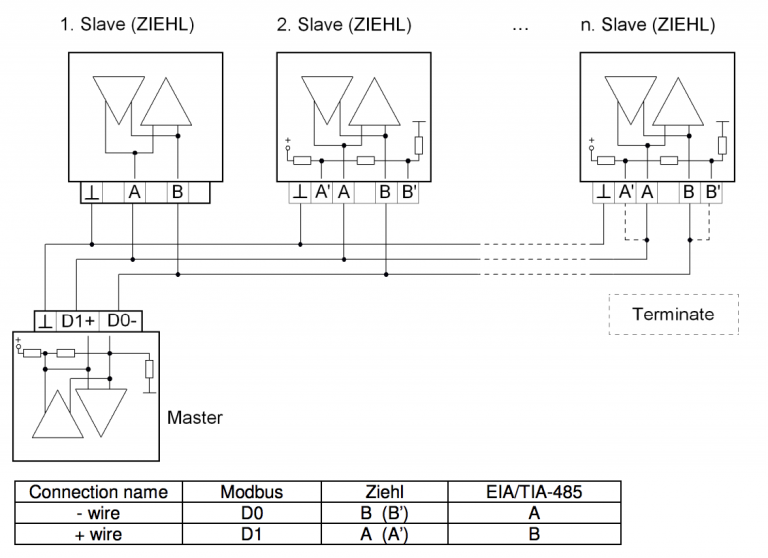 1. Slave (ZIEHL) 2. Slave (ZIEHL) ... n. Slave (ZIEHL)
+ +
⊥ A B ⊥ A' A B B' ⊥ A' A B B'
⊥ D1+ D0-
Terminate
+
Master
Connection name Modbus Ziehl EIA/TIA-485
- wire D0 B (B') A
+ wire D1 A (A') B